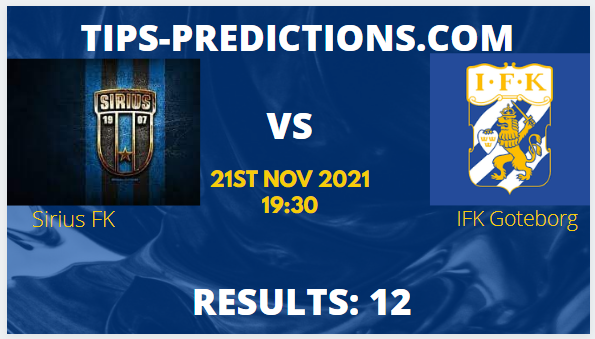 TIPS-PREDICTIONS.COM
SIRIUS
19 07
I.F.K
VS
21ST NOV 2021
19:30
Sirius FK
IFK Goteborg
RESULTS: 12